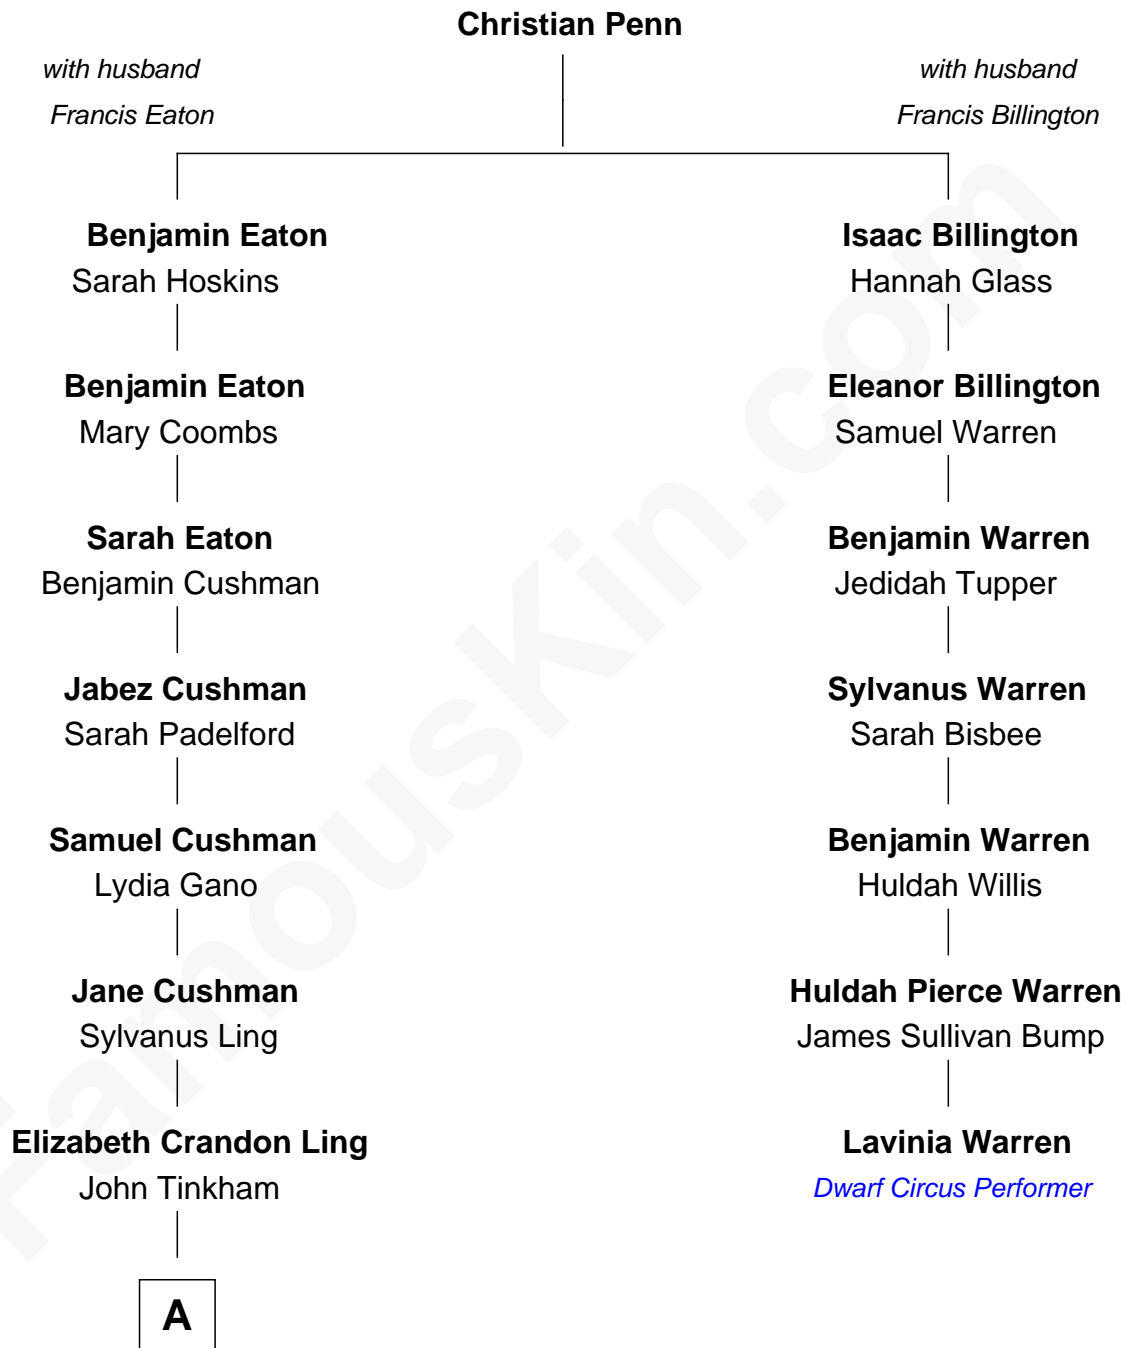 Christian Penn
with husband
Francis Eaton
with husband
Francis Billington
Benjamin Eaton
Sarah Hoskins
Isaac Billington
Hannah Glass
Benjamin Eaton
Mary Coombs
Eleanor Billington
Samuel Warren
Sarah Eaton
Benjamin Cushman
Benjamin Warren
Jedidah Tupper
Jabez Cushman
Sarah Padelford
Sylvanus Warren
Sarah Bisbee
Samuel Cushman
Lydia Gano
Benjamin Warren
Huldah Willis
Jane Cushman
Sylvanus Ling
Huldah Pierce Warren
James Sullivan Bump
Elizabeth Crandon Ling
John Tinkham
Lavinia Warren
Dwarf Circus Performer
A
FamousKin.com